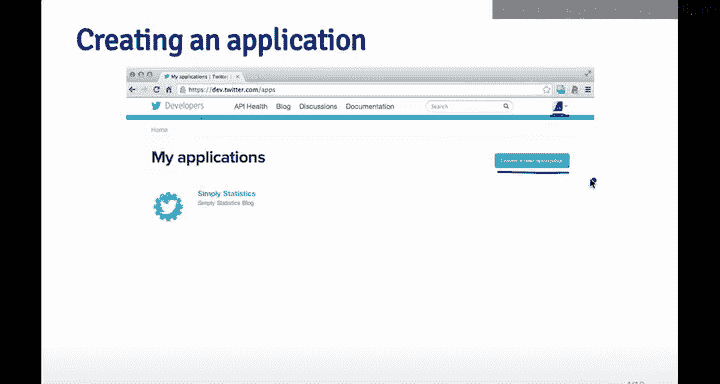 Creating an application
My applications | Twitter
https://dev.twitter.com/apps
Developers API Health Blog Discussions Documentation Search
Home
My applications
Simply Statistics
Simply Statistics Blog